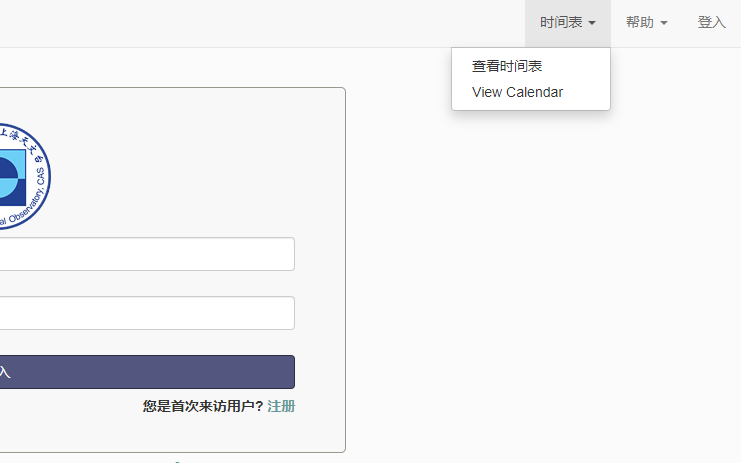 时间表
帮助
登入
查看时间表
View Calendar
上海天文台
al Observatory, CAS
入
您是首次来访用户? 注册